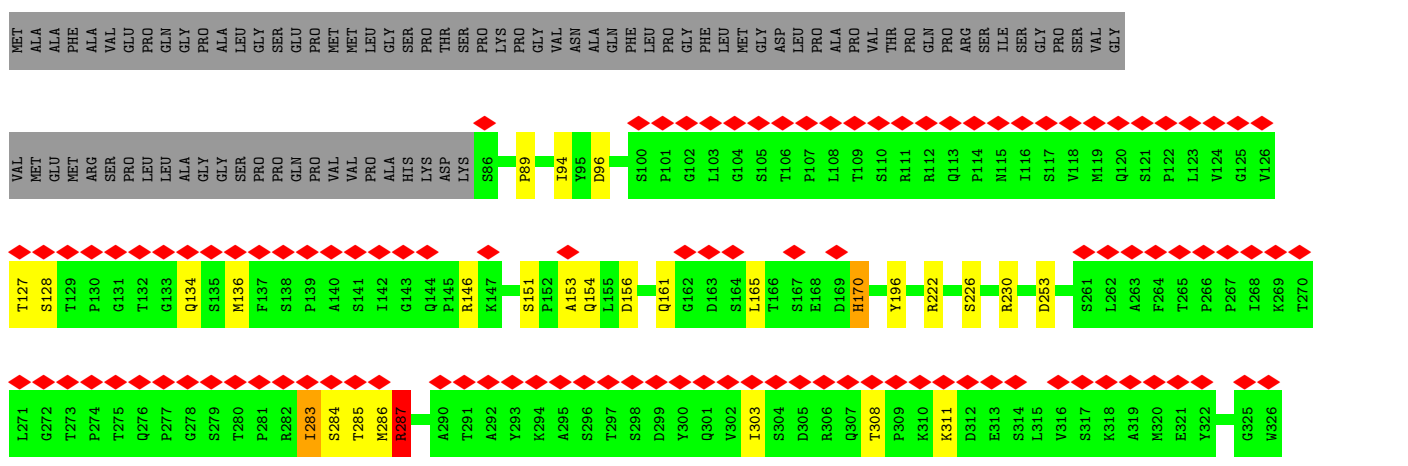 MET ALA ALA PHE ALA VAL GLU PRO GLN GLY PRO ALA LEU GLY SER GLU PRO MET MET LEU GLY SER PRO THR SER PRO LYS PRO GLY VAL ASN ALA GLN PHE LEU PRO GLY PHE LEU MET GLY ASP LEU PRO ALA PRO VAL THR PRO GLN PRO ARG SER ILE SER GLY PRO SER VAL GLY
VAL MET GLU MET ARG SER PRO LEU LEU ALA GLY GLY SER PRO PRO GLN PRO VAL VAL PRO ALA HIS LYS ASP LYS S86 P89 I94 Y95 D96 S100 P101 G102 L103 G104 S105 T106 P107 L108 T109 S110 R111 R112 Q113 P114 N115 I116 S117 V118 M119 Q120 S121 P122 L123 V124 G125 V126
T127 S128 T129 P130 G131 T132 G133 Q134 S135 M136 F137 S138 P139 A140 S141 I142 G143 Q144 P145 R146 K147 S151 P152 A153 Q154 L155 D156 Q161 G162 D163 S164 L165 T166 S167 E168 D169 H170 Y196 R222 S226 R230 D253 S261 L262 A263 F264 T265 P266 P267 I268 K269 T270
L271 G272 T273 P274 T275 Q276 P277 G278 S279 T280 P281 R282 I283 S284 T285 M286 R287 A290 T291 A292 Y293 K294 A295 S296 T297 S298 D299 Y300 Q301 V302 I303 S304 D305 R306 Q307 T308 P309 K310 K311 D312 E313 S314 L315 V316 S317 K318 A319 M320 E321 Y322 G325 W326